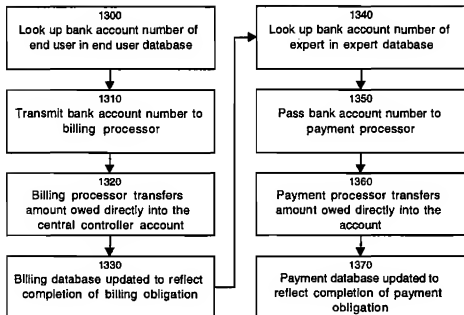 1300
Look up bank account number of
end user in end user database
1310
Transmit bank account number to
billing processor
1320
Billing processor transfers
amount owed directly into the
central controller account
1330
Billing database updated to reflect
completion of billing obligation
1340
Look up bank account number
of expert in expert database
1350
Pass bank account number to
payment processor
1360
Payment processor transfers
amount owed directly into the
account
1370
Payment database updated to
reflect completion of payment
obligation